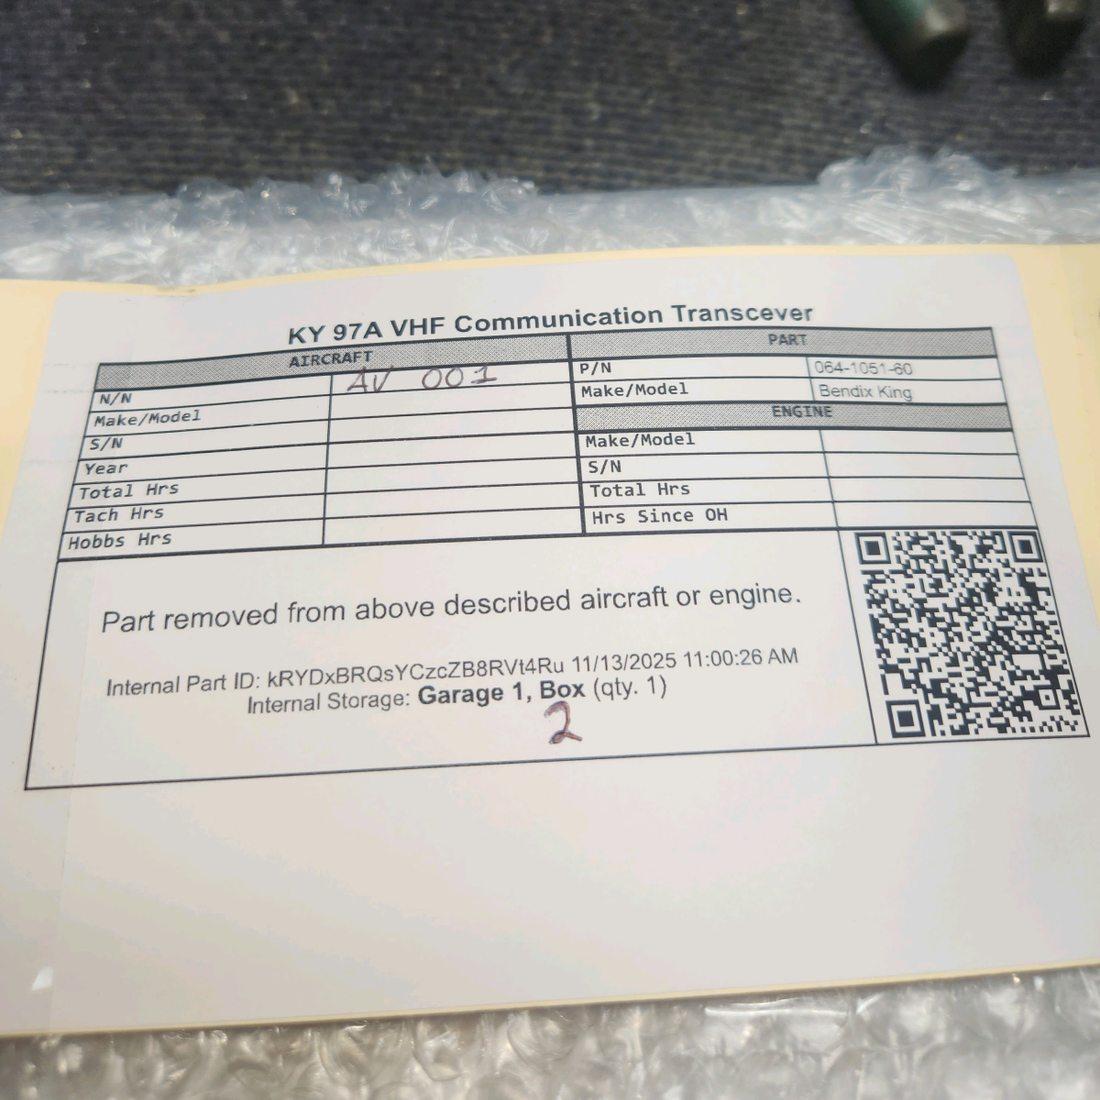 KY 97A VHF Communication Transcever
AIRCRAFT
N/N AV 001
Make/Model
S/N
Year
Total Hrs
Tach Hrs
Hobbs Hrs
PART
P/N 064-1051-60
Make/Model Bendix King
ENGINE
Make/Model
S/N
Total Hrs
Hrs Since OH
Part removed from above described aircraft or engine.
Internal Part ID: kRYDxBRQsYCzcZB8RVt4Ru 11/13/2025 11:00:26 AM
Internal Storage: Garage 1, Box (qty. 1)
2